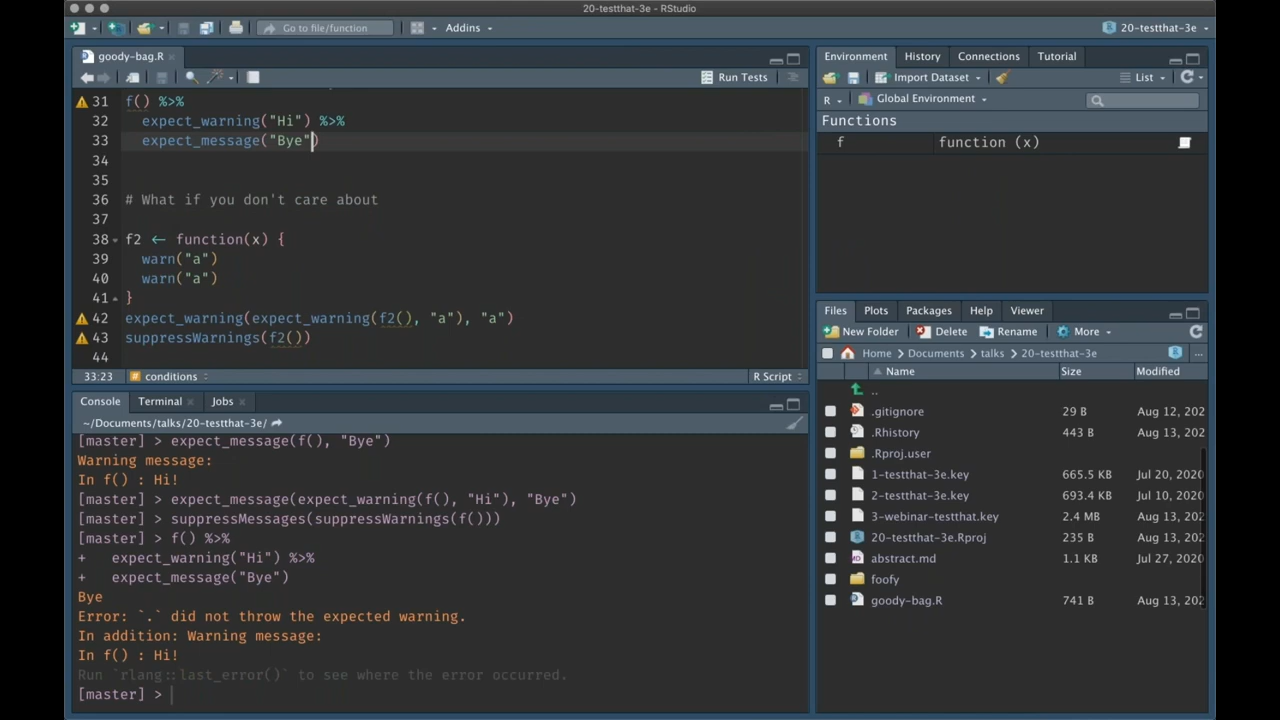 20-testthat-3e - RStudio
Go to file/function
Addins
20-testthat-3e
goody-bag.R
Run Tests
31 f() %>%
32 expect_warning("Hi") %>%
33 expect_message("Bye")
34
35
36 # What if you don't care about
37
38 f2 ← function(x) {
39 warn("a")
40 warn("a")
41 }
42 expect_warning(expect_warning(f2(), "a"), "a")
43 suppressWarnings(f2())
44
33:23
# conditions
R Script
Console Terminal Jobs
~/Documents/talks/20-testthat-3e/
[master] > expect_message(f(), "Bye")
Warning message:
In f() : Hi!
[master] > expect_message(expect_warning(f(), "Hi"), "Bye")
[master] > suppressMessages(suppressWarnings(f()))
[master] > f() %>%
+ expect_warning("Hi") %>%
+ expect_message("Bye")
Bye
Error: `.` did not throw the expected warning.
In addition: Warning message:
In f() : Hi!
Run `rlang::last_error()` to see where the error occurred.
[master] >
Environment History Connections Tutorial
Import Dataset
List
R
Global Environment
Functions
f function (x)
Files Plots Packages Help Viewer
New Folder Delete Rename More
Home > Documents > talks > 20-testthat-3e
...
Name Size Modified
..
.gitignore 29 B Aug 12, 202
.Rhistory 443 B Aug 13, 202
.Rproj.user
1-testthat-3e.key 665.5 KB Jul 20, 2020
2-testthat-3e.key 693.4 KB Jul 10, 2020
3-webinar-testthat.key 2.4 MB Aug 13, 202
20-testthat-3e.Rproj 235 B Aug 13, 202
abstract.md 1.1 KB Jul 27, 2020
foofy
goody-bag.R 741 B Aug 13, 202